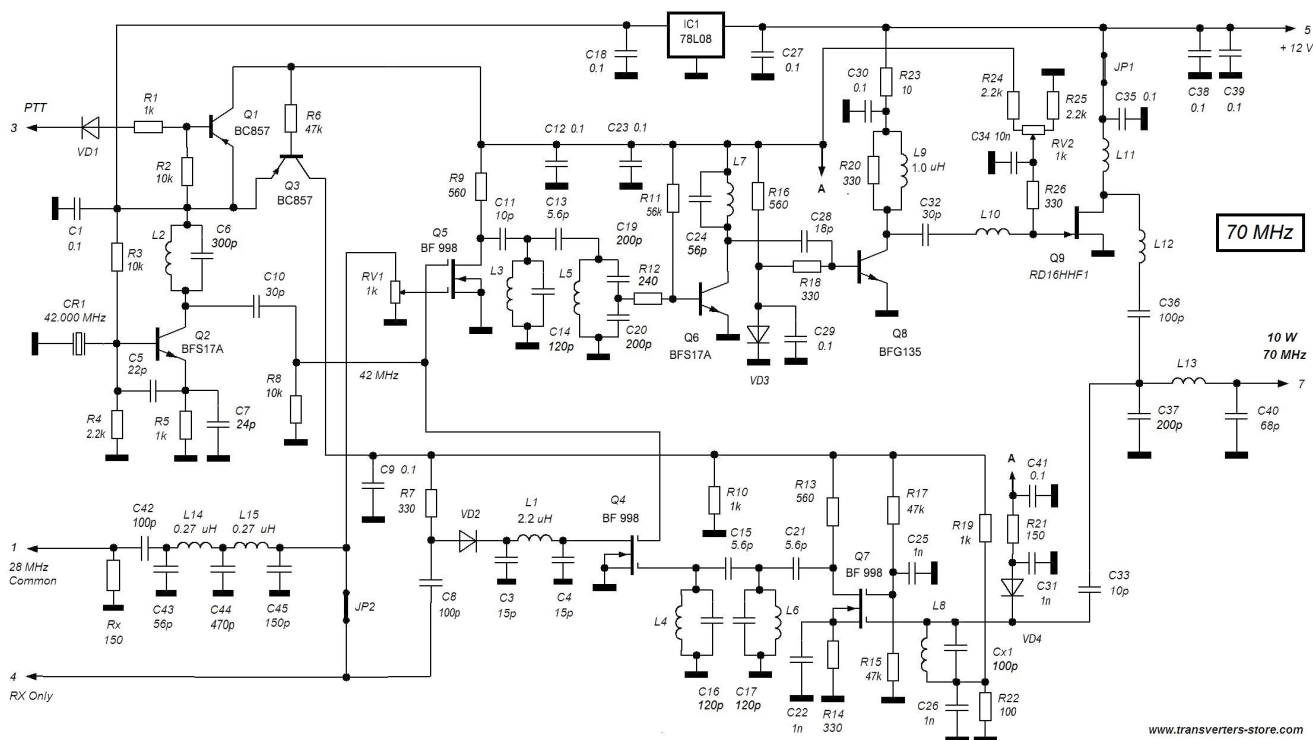 IC1
78L08
5
+ 12 V
C18
0.1
C27
0.1
C38
0.1
C39
0.1
JP1
C35 0.1
L11
PTT
3
VD1
R1
1k
Q1
BC857
R6
47k
R2
10k
Q3
BC857
C1
0.1
R3
10k
L2
C6
300p
C10
30p
CR1
42.000 MHz
Q2
BFS17A
C5
22p
R4
2.2k
R5
1k
C7
24p
R8
10k
42 MHz
RV1
1k
Q5
BF 998
R9
560
C12 0.1
C23 0.1
C11
10p
C13
5.6p
L3
L5
C14
120p
C19
200p
C20
200p
R12
240
R11
56k
L7
C24
56p
Q6
BFS17A
R16
560
VD3
C28
18p
R18
330
C29
0.1
A
C30
0.1
R23
10
R20
330
L9
1.0 uH
Q8
BFG135
C32
30p
L10
R24
2.2k
R25
2.2k
C34 10n
RV2
1k
R26
330
Q9
RD16HHF1
L12
70 MHz
C36
100p
10 W
70 MHz
L13
7
C37
200p
C40
68p
1
28 MHz
Common
Rx
150
C42
100p
L14
0.27 uH
L15
0.27 uH
C43
56p
C44
470p
C45
150p
JP2
4
RX Only
C9 0.1
R7
330
VD2
C8
100p
L1
2.2 uH
C3
15p
C4
15p
Q4
BF 998
R10
1k
C15
5.6p
C21
5.6p
L4
L6
C16
120p
C17
120p
R13
560
R17
47k
C25
1n
Q7
BF 998
C22
1n
R14
330
R15
47k
L8
Cx1
100p
C26
1n
R19
1k
R22
100
A
C41
0.1
R21
150
C31
1n
VD4
C33
10p
www.transverters-store.com